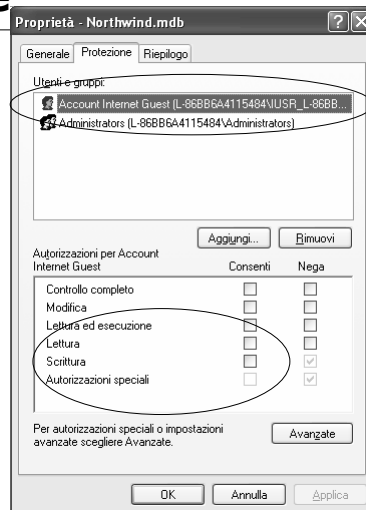 Proprietà - Northwind.mdb
Generale Protezione Riepilogo
Utenti e gruppi:
Account Internet Guest (L-86BB6A4115484\IUSR_L-86BB...
Administrators (L-86BB6A4115484\Administrators)
Aggiungi... Rimuovi
Autorizzazioni per Account
Internet Guest Consenti Nega
Controllo completo
Modifica
Lettura ed esecuzione
Lettura
Scrittura
Autorizzazioni speciali
Per autorizzazioni speciali o impostazioni
avanzate scegliere Avanzate.
Avanzate
OK Annulla Applica